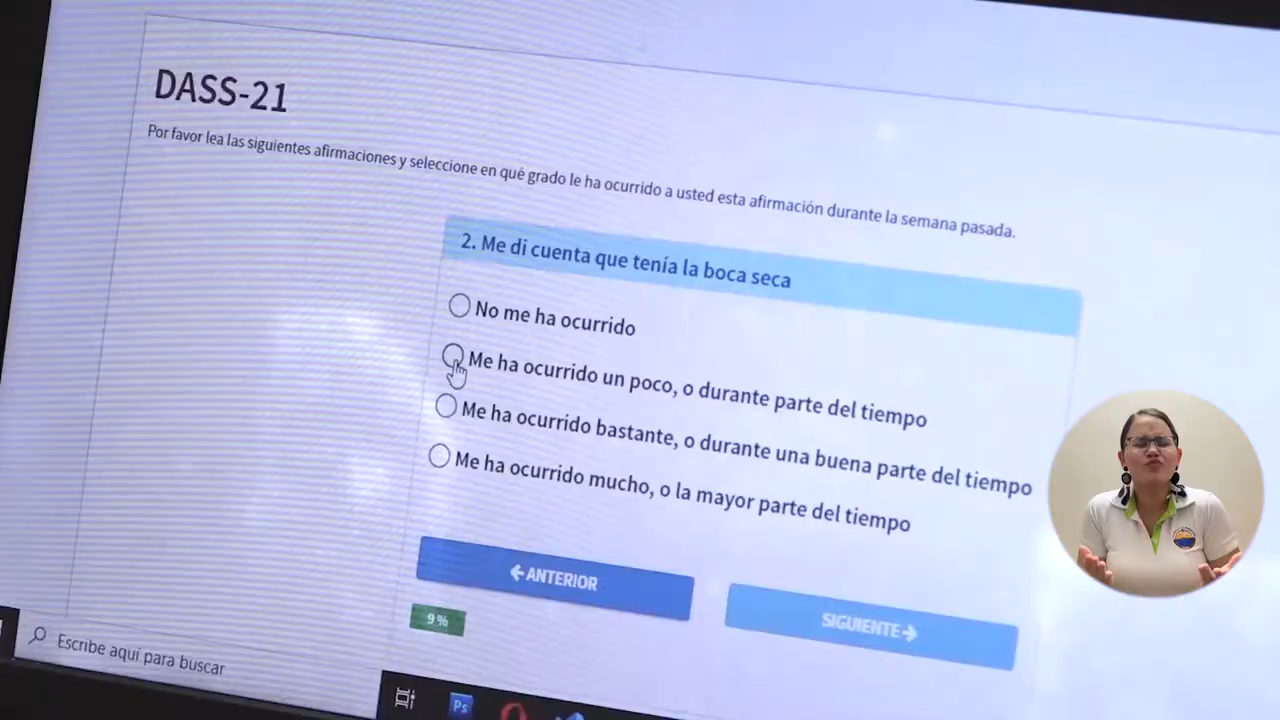 DASS-21
Por favor lea las siguientes afirmaciones y seleccione en qué grado le ha ocurrido a usted esta afirmación durante la semana pasada.
2. Me di cuenta que tenía la boca seca
No me ha ocurrido
Me ha ocurrido un poco, o durante parte del tiempo
Me ha ocurrido bastante, o durante una buena parte del tiempo
Me ha ocurrido mucho, o la mayor parte del tiempo
ANTERIOR
SIGUIENTE
9 %
Escribe aquí para buscar
Ps